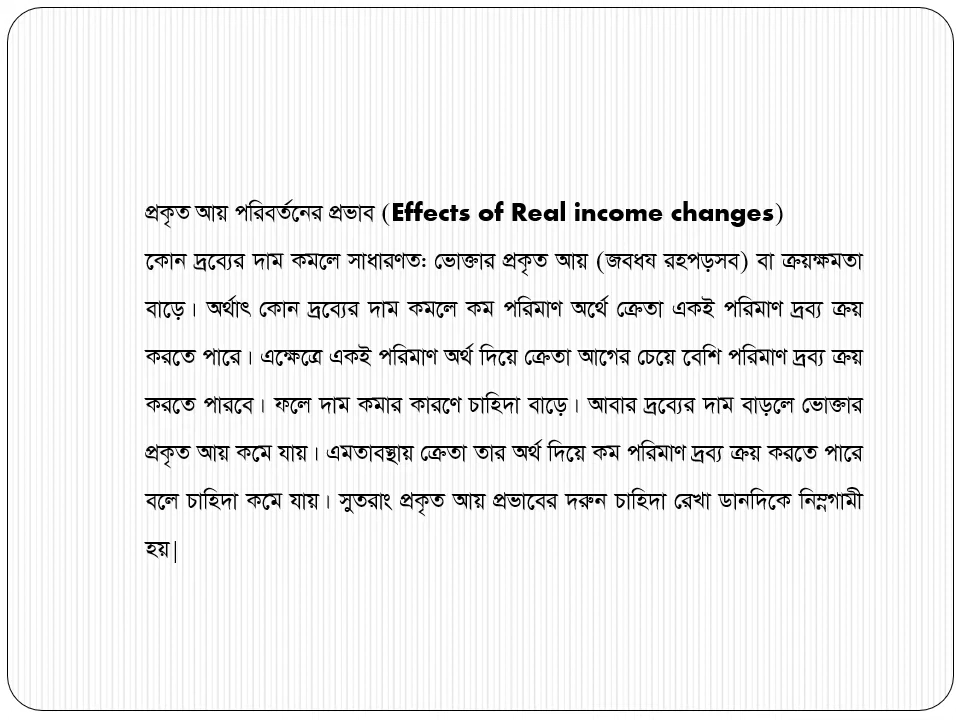 প্রকৃত আয় পরিবর্তনের প্রভাব (Effects of Real income changes)
কোন দ্রব্যের দাম কমলে সাধারণত: ভোক্তার প্রকৃত আয় (জবধষ রহপড়সব) বা ক্রয়ক্ষমতা
বাড়ে। অর্থাৎ কোন দ্রব্যের দাম কমলে কম পরিমাণ অর্থে ক্রেতা একই পরিমাণ দ্রব্য ক্রয়
করতে পারে। এক্ষেত্রে একই পরিমাণ অর্থ দিয়ে ক্রেতা আগের চেয়ে বেশি পরিমাণ দ্রব্য ক্রয়
করতে পারবে। ফলে দাম কমার কারণে চাহিদা বাড়ে। আবার দ্রব্যের দাম বাড়লে ভোক্তার
প্রকৃত আয় কমে যায়। এমতাবস্থায় ক্রেতা তার অর্থ দিয়ে কম পরিমাণ দ্রব্য ক্রয় করতে পারে
বলে চাহিদা কমে যায়। সুতরাং প্রকৃত আয় প্রভাবের দরুন চাহিদা রেখা ডানদিকে নিম্নগামী
হয়|